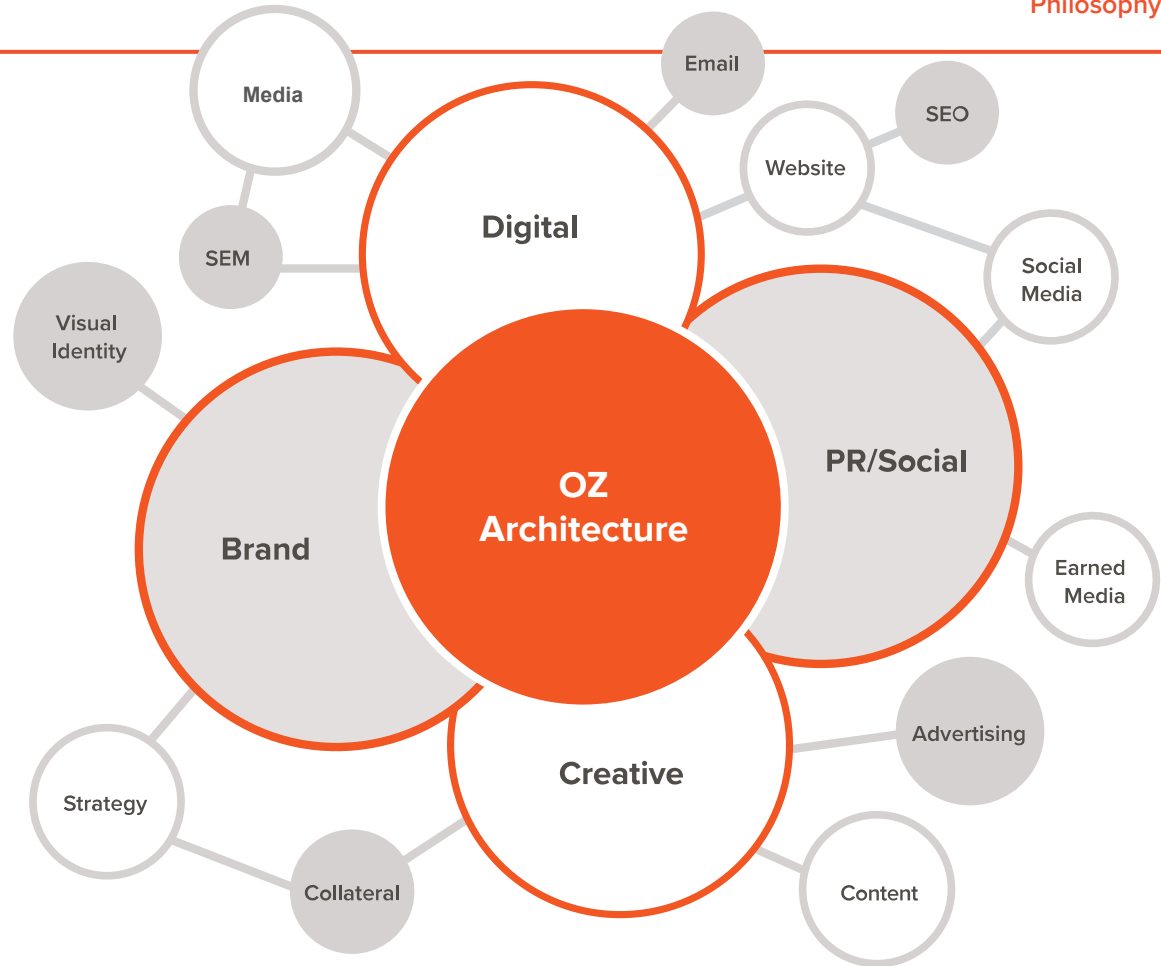 Philosophy
Media
Email
SEO
Website
Digital
SEM
Social
Media
Visual
Identity
PR/Social
OZ
Architecture
Brand
Earned
Media
Advertising
Creative
Strategy
Collateral
Content